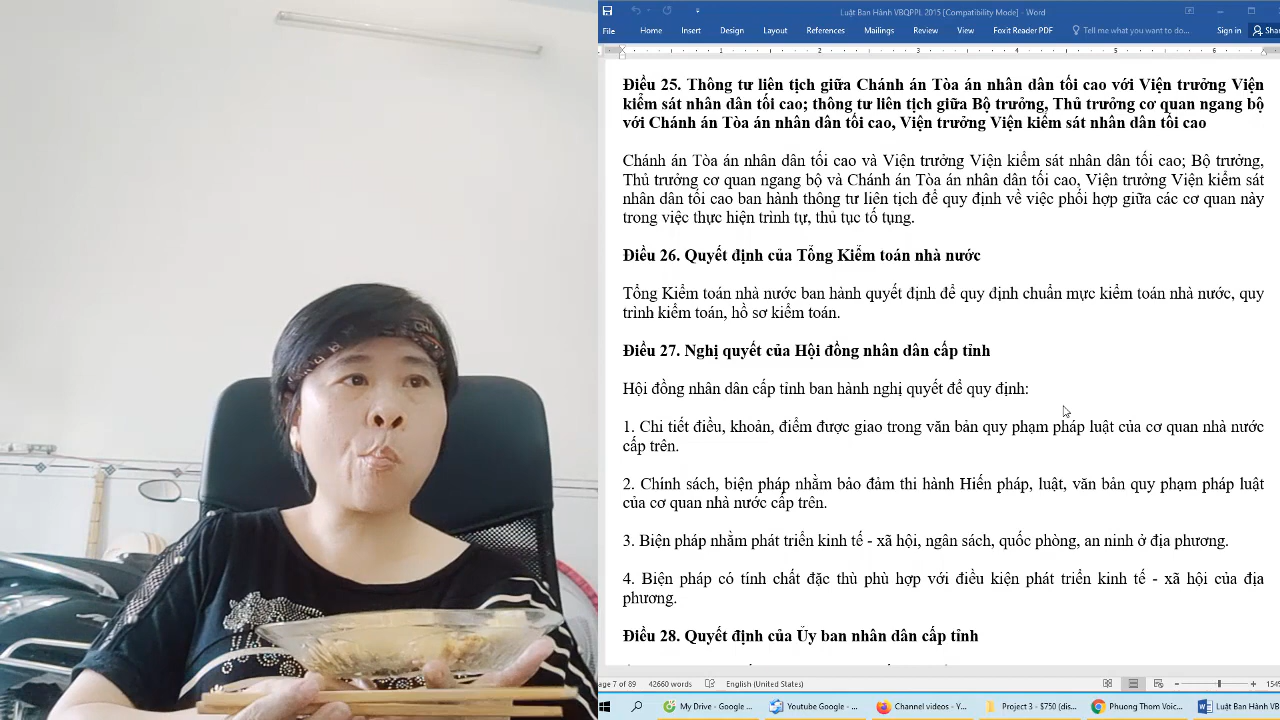 Luật Ban Hành VBQPPL 2015 [Compatibility Mode] - Word
File Home Insert Design Layout References Mailings Review View Foxit Reader PDF Tell me what you want to do... Sign in Shar
1 2 3 4 5 6
Điều 25. Thông tư liên tịch giữa Chánh án Tòa án nhân dân tối cao với Viện trưởng Viện
kiểm sát nhân dân tối cao; thông tư liên tịch giữa Bộ trưởng, Thủ trưởng cơ quan ngang bộ
với Chánh án Tòa án nhân dân tối cao, Viện trưởng Viện kiểm sát nhân dân tối cao
Chánh án Tòa án nhân dân tối cao và Viện trưởng Viện kiểm sát nhân dân tối cao; Bộ trưởng,
Thủ trưởng cơ quan ngang bộ và Chánh án Tòa án nhân dân tối cao, Viện trưởng Viện kiểm sát
nhân dân tối cao ban hành thông tư liên tịch để quy định về việc phối hợp giữa các cơ quan này
trong việc thực hiện trình tự, thủ tục tố tụng.
Điều 26. Quyết định của Tổng Kiểm toán nhà nước
Tổng Kiểm toán nhà nước ban hành quyết định để quy định chuẩn mực kiểm toán nhà nước, quy
trình kiểm toán, hồ sơ kiểm toán.
Điều 27. Nghị quyết của Hội đồng nhân dân cấp tỉnh
Hội đồng nhân dân cấp tỉnh ban hành nghị quyết để quy định:
1. Chi tiết điều, khoản, điểm được giao trong văn bản quy phạm pháp luật của cơ quan nhà nước
cấp trên.
2. Chính sách, biện pháp nhằm bảo đảm thi hành Hiến pháp, luật, văn bản quy phạm pháp luật
của cơ quan nhà nước cấp trên.
3. Biện pháp nhằm phát triển kinh tế - xã hội, ngân sách, quốc phòng, an ninh ở địa phương.
4. Biện pháp có tính chất đặc thù phù hợp với điều kiện phát triển kinh tế - xã hội của địa
phương.
Điều 28. Quyết định của Ủy ban nhân dân cấp tỉnh
age 7 of 89 42660 words English (United States) 154%
My Drive - Googl... Youtube Google - ... Channel videos - Y... Project 3 - $750 (dis... Phuong Thom Voic... Luật Ban Hành VB